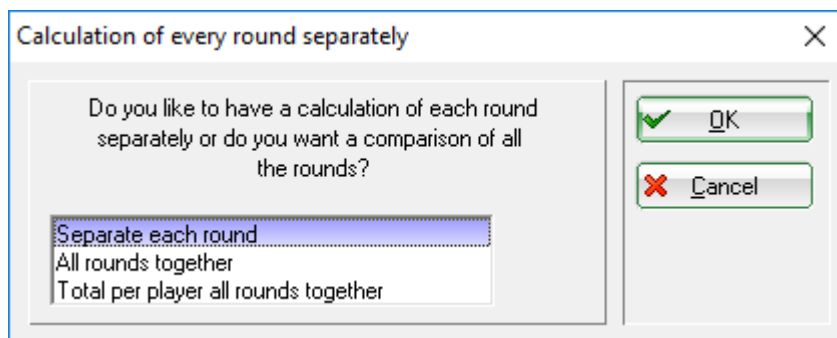 Calculation of every round separately
Do you like to have a calculation of each round
separately or do you want a comparison of all
the rounds?
OK
Cancel
Separate each round
All rounds together
Total per player all rounds together